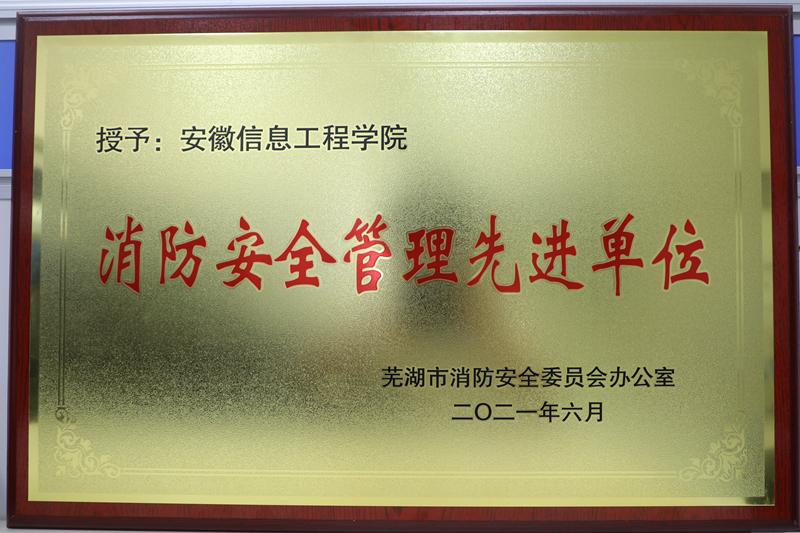 授予：安徽信息工程学院
消防安全管理先进单位
芜湖市消防安全委员会办公室
二〇二一年六月